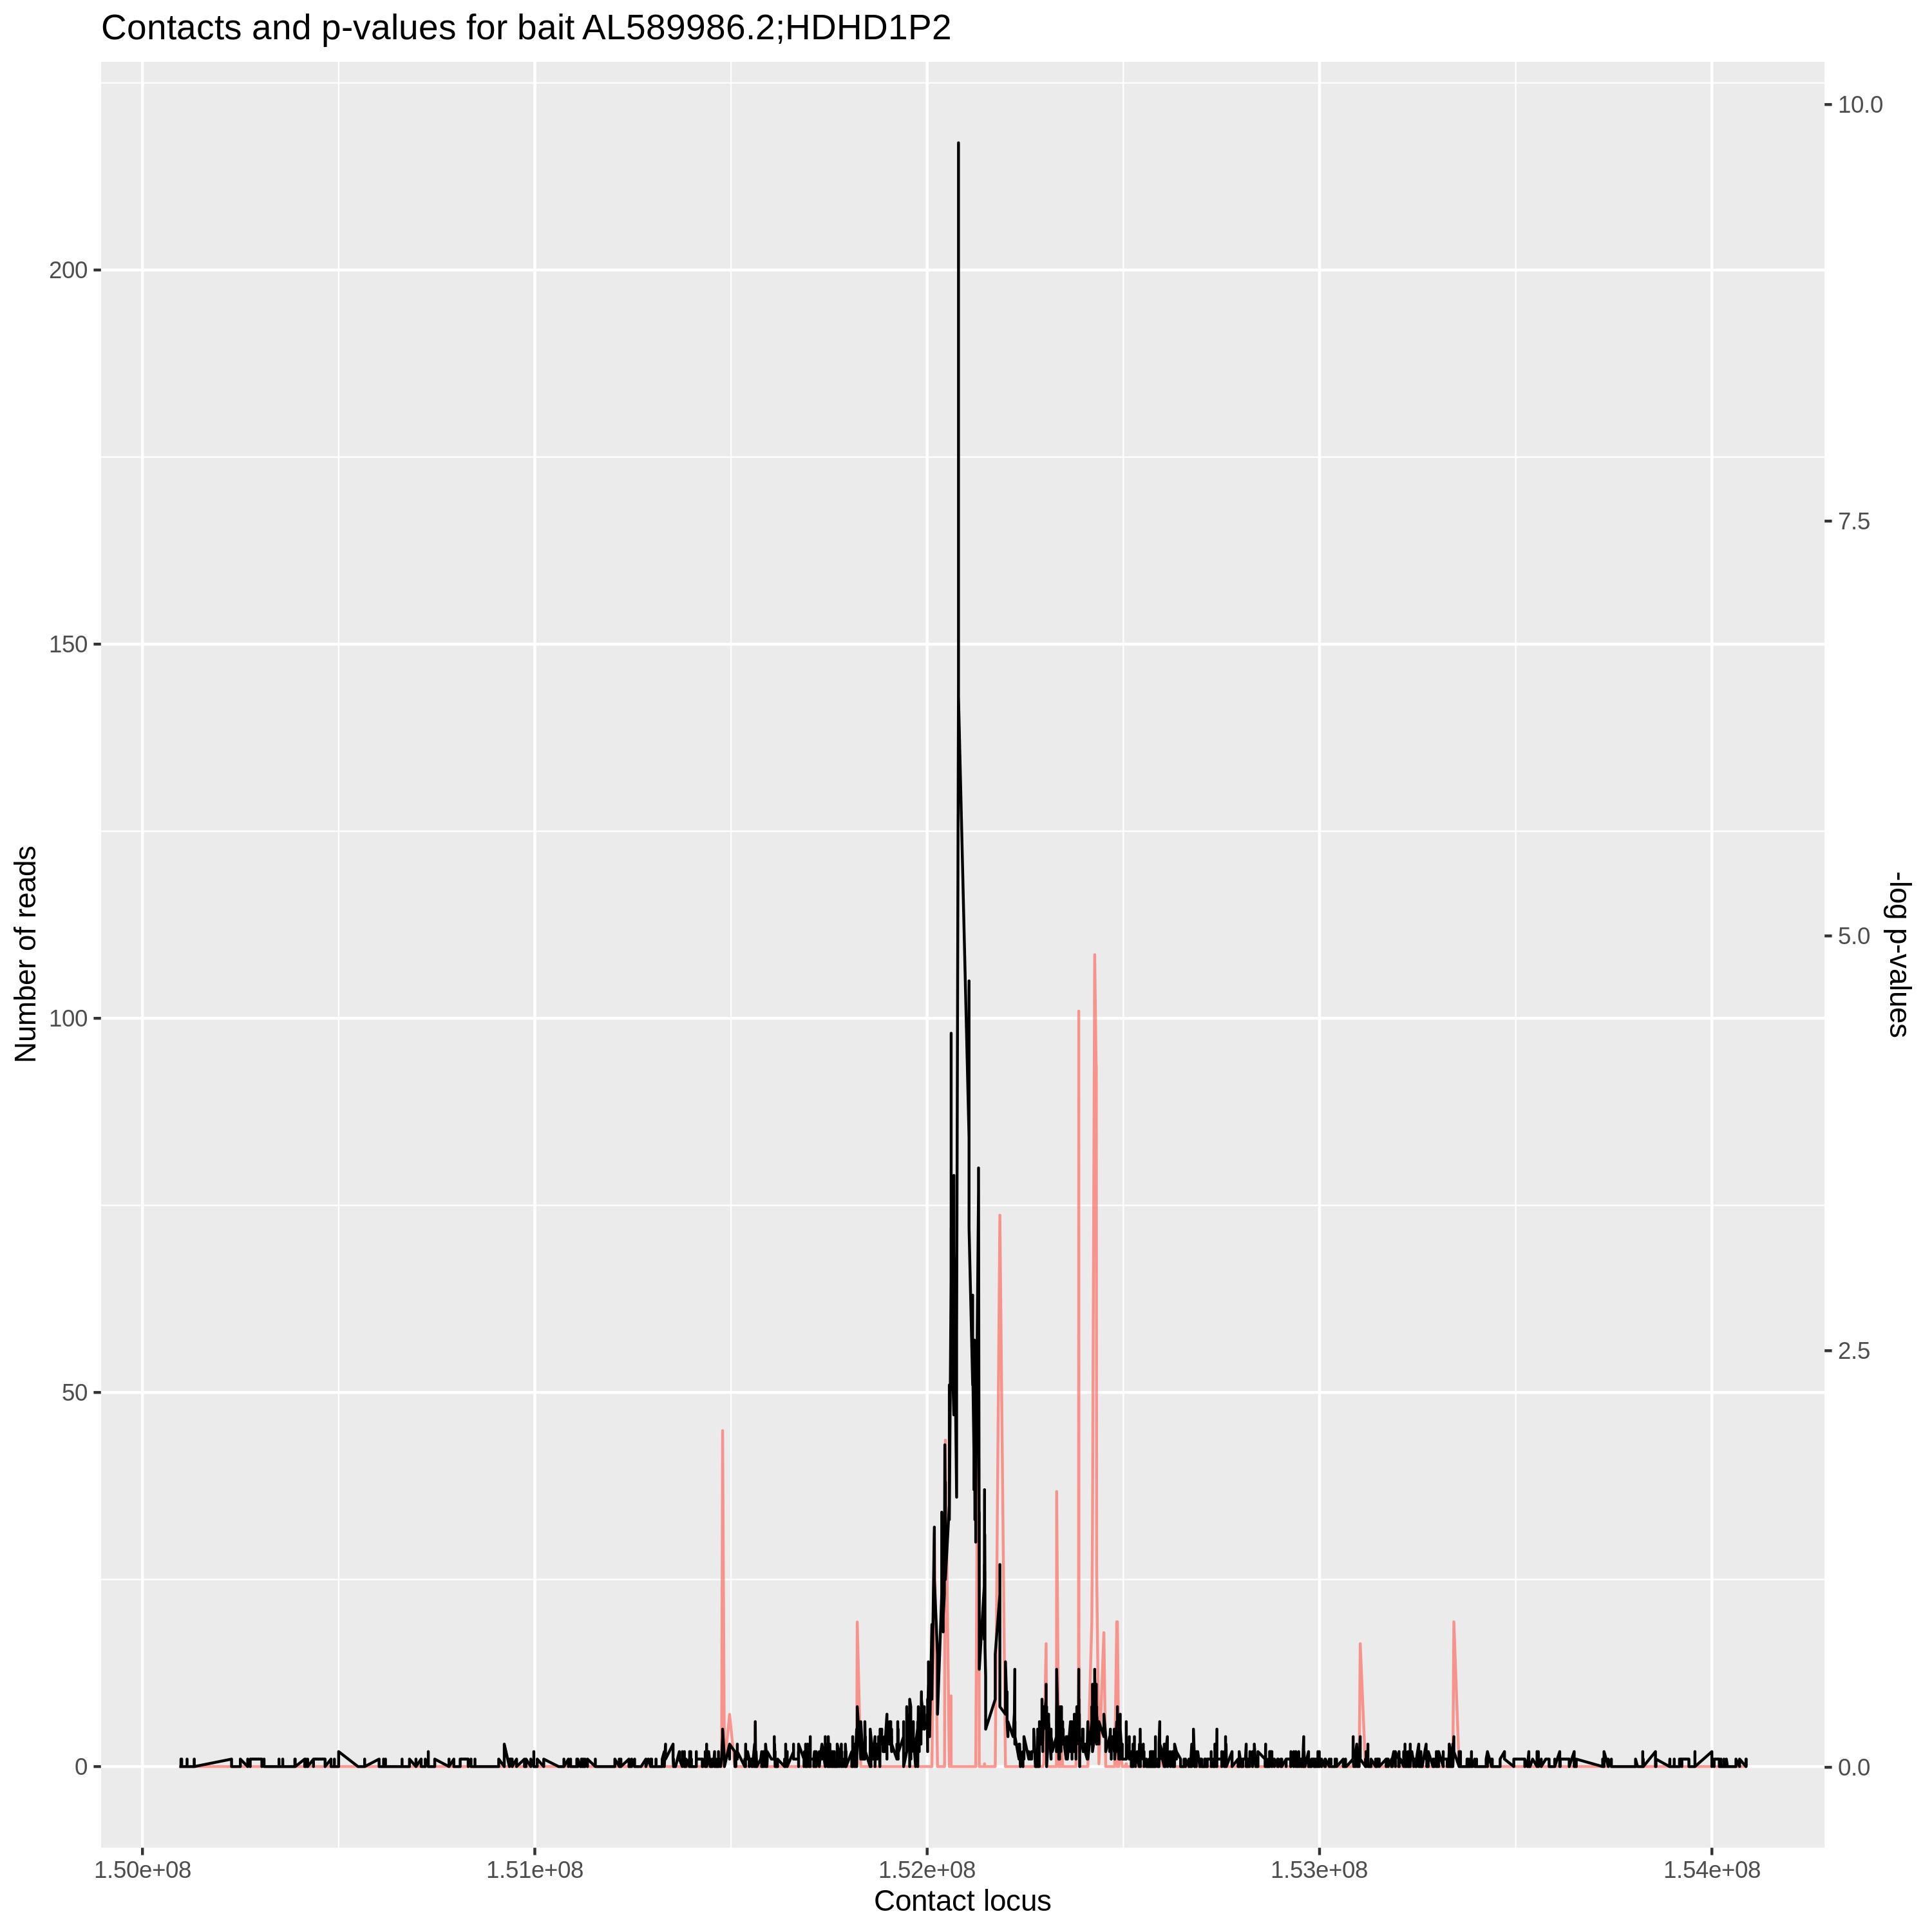 Contacts and p-values for bait AL589986.2;HDHD1P2
200
150
100
50
0
Number of reads
10.0
7.5
5.0
2.5
0.0
-log p-values
1.50e+08
1.51e+08
1.52e+08
1.53e+08
1.54e+08
Contact locus